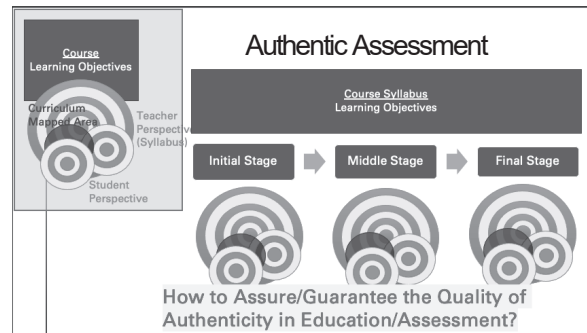 Authentic Assessment
Course
Learning Objectives
Curriculum
Mapped Area
Teacher
Perspective
(Syllabus)
Student
Perspective
Course Syllabus
Learning Objectives
Initial Stage
Middle Stage
Final Stage
How to Assure/Guarantee the Quality of
Authenticity in Education/Assessment?